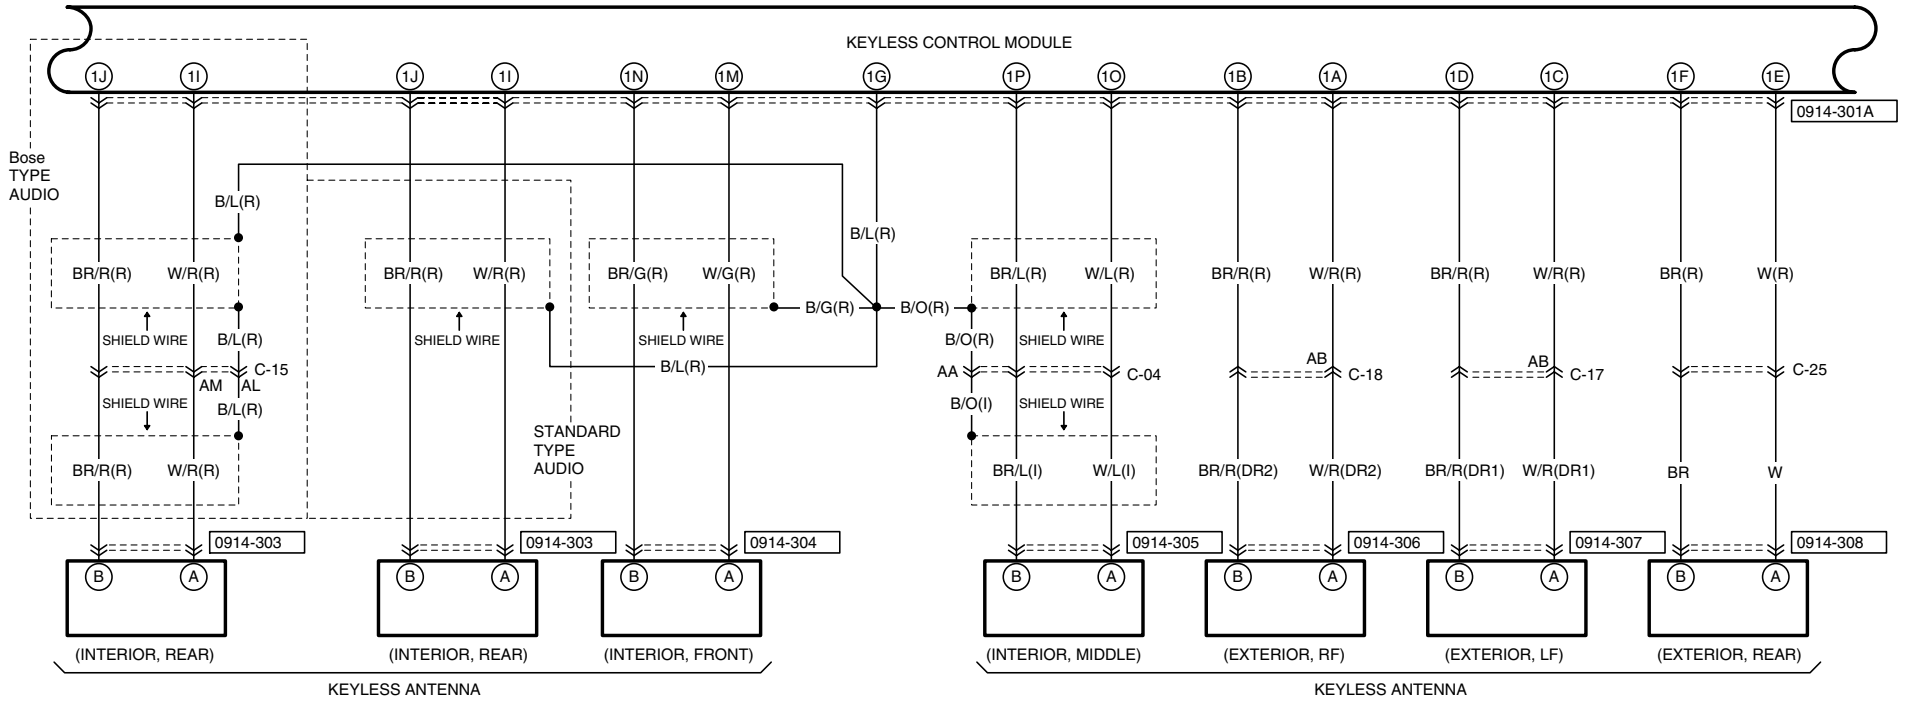 KEYLESS CONTROL MODULE
1J 1I 1J 1I 1N 1M 1G 1P 1O 1B 1A 1D 1C 1F 1E
0914-301A
Bose
TYPE
AUDIO
B/L(R)
B/L(R)
BR/R(R) W/R(R) BR/R(R) W/R(R) BR/G(R) W/G(R) BR/L(R) W/L(R) BR/R(R) W/R(R) BR/R(R) W/R(R) BR(R) W(R)
B/G(R) B/O(R)
SHIELD WIRE B/L(R) SHIELD WIRE SHIELD WIRE B/O(R) SHIELD WIRE
B/L(R)
C-15 AA C-04 AB C-18 AB C-17 C-25
AM AL
SHIELD WIRE B/L(R) B/O(I) SHIELD WIRE
STANDARD
TYPE
AUDIO
BR/R(R) W/R(R) BR/L(I) W/L(I) BR/R(DR2) W/R(DR2) BR/R(DR1) W/R(DR1) BR W
0914-303 0914-303 0914-304 0914-305 0914-306 0914-307 0914-308
B A B A B A B A B A B A B A
(INTERIOR, REAR) (INTERIOR, REAR) (INTERIOR, FRONT) (INTERIOR, MIDDLE) (EXTERIOR, RF) (EXTERIOR, LF) (EXTERIOR, REAR)
KEYLESS ANTENNA KEYLESS ANTENNA